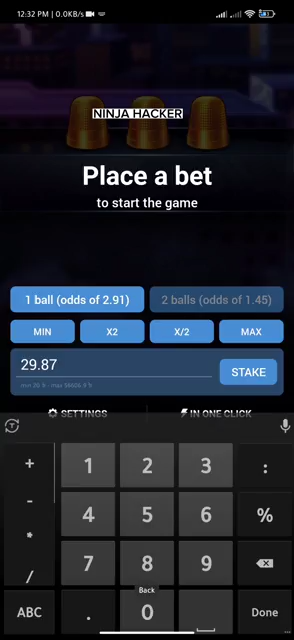 12:32 PM | 0.0KB/s
NINJA HACKER
Place a bet
to start the game
1 ball (odds of 2.91)
2 balls (odds of 1.45)
MIN
X2
X/2
MAX
29.87
STAKE
SETTINGS
IN ONE CLICK
+
1
2
3
:
-
4
5
6
%
*
7
8
9
/
Back
ABC
.
0
Done